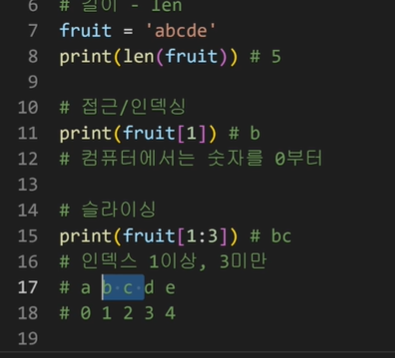 6 # 길이 - len
7 fruit = 'abcde'
8 print(len(fruit)) # 5
9
10 # 접근/인덱싱
11 print(fruit[1]) # b
12 # 컴퓨터에서는 숫자를 0부터
13
14 # 슬라이싱
15 print(fruit[1:3]) # bc
16 # 인덱스 1이상, 3미만
17 # a b c d e
18 # 0 1 2 3 4
19